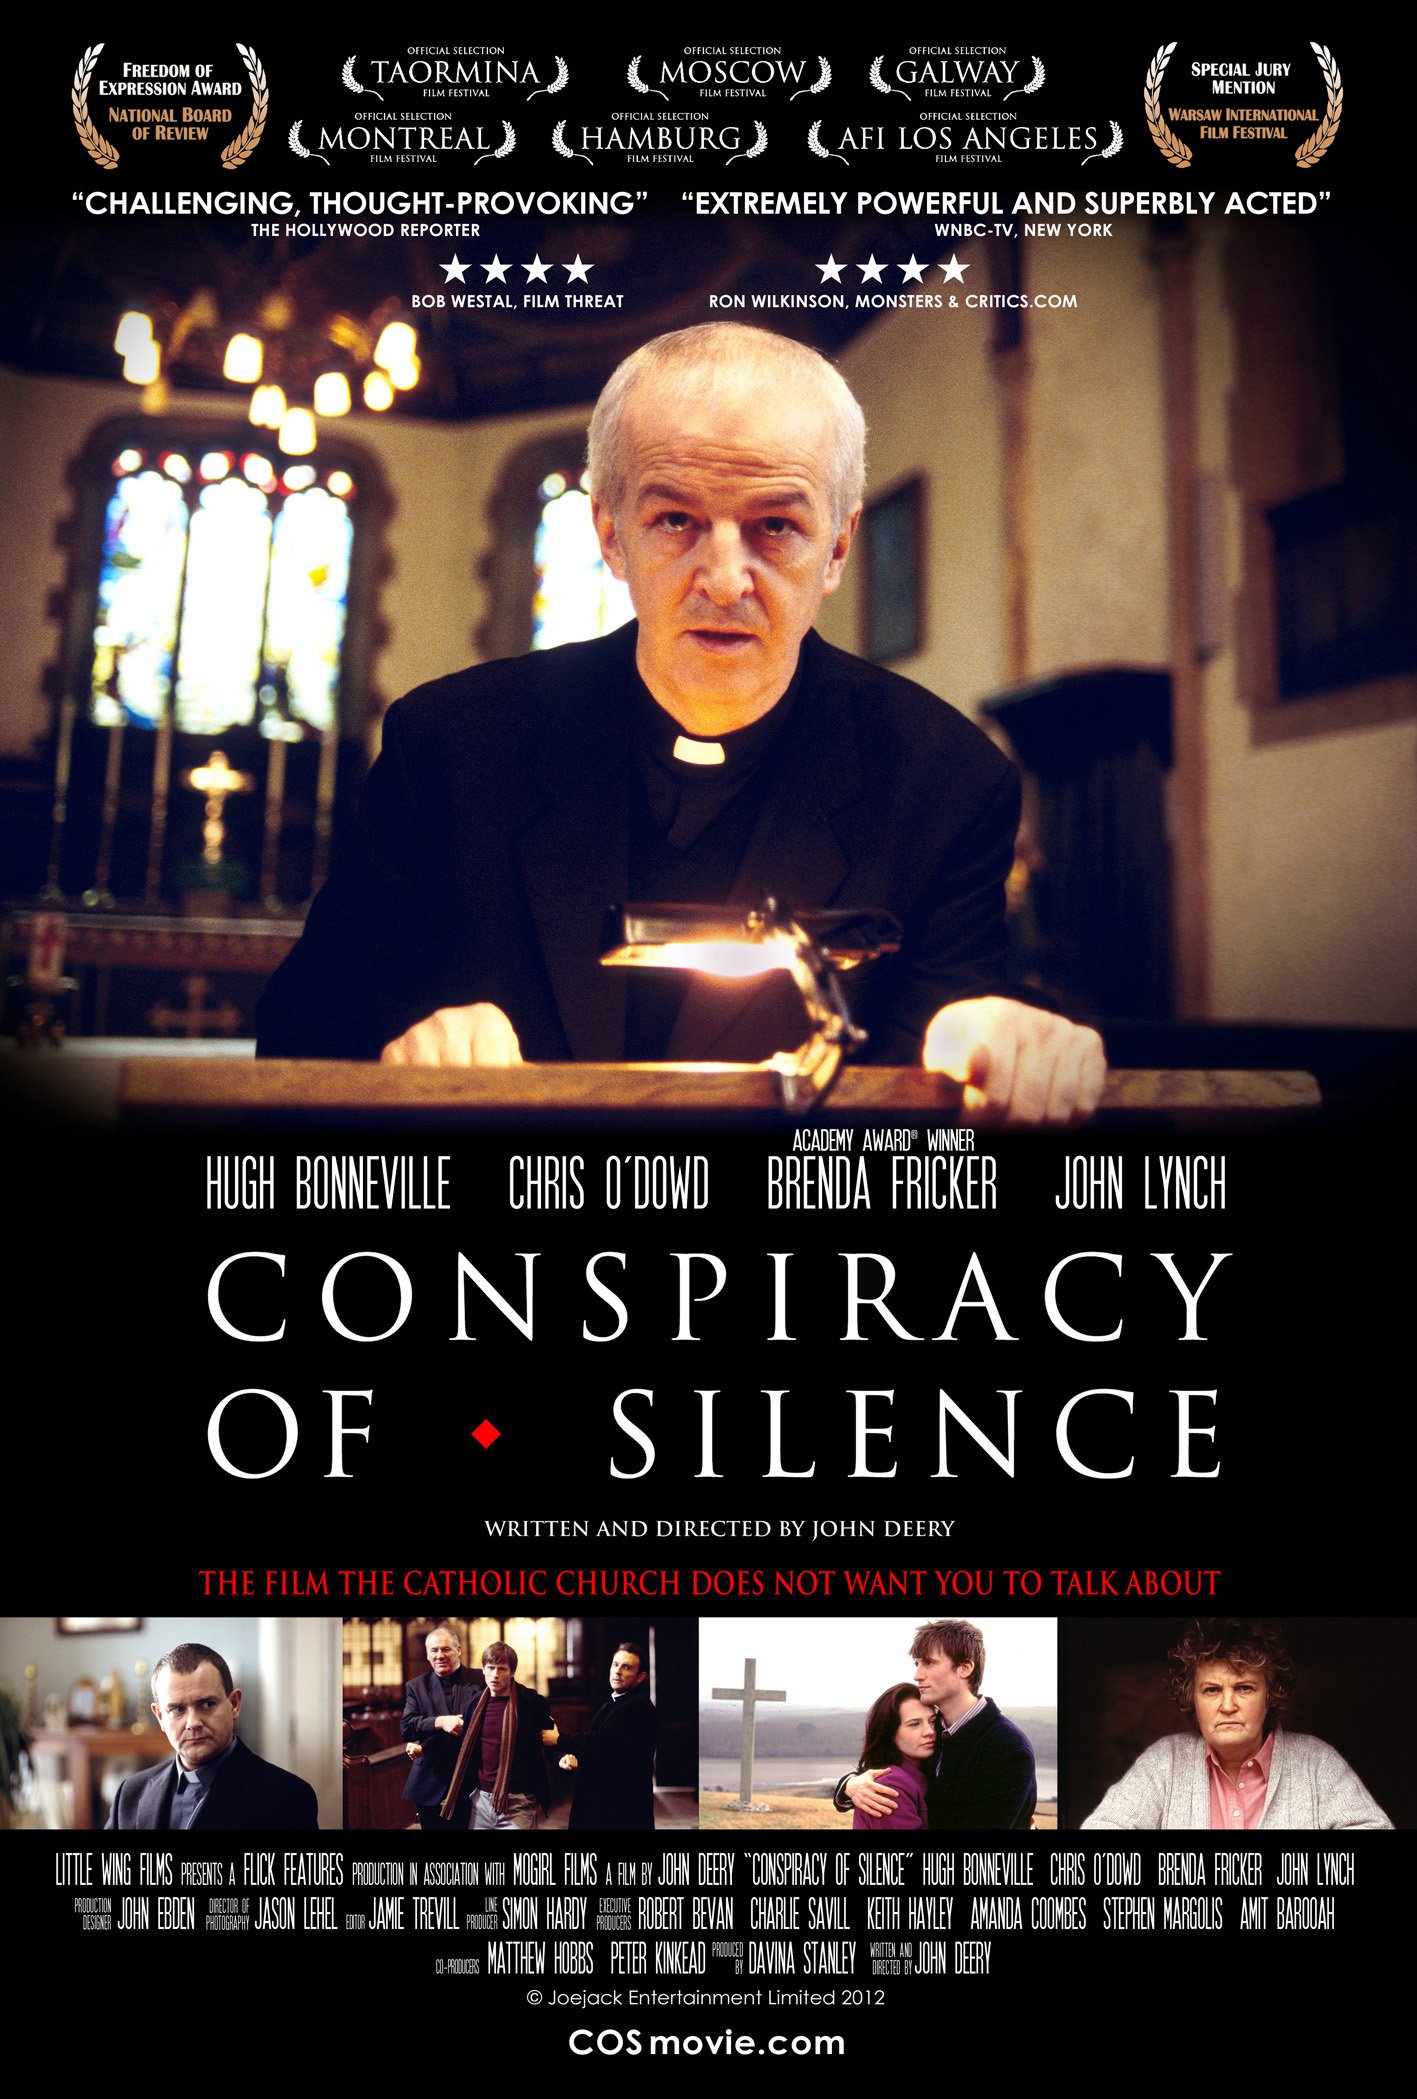 FREEDOM OF
EXPRESSION AWARD
NATIONAL BOARD
OF REVIEW
OFFICIAL SELECTION
TAORMINA
FILM FESTIVAL
OFFICIAL SELECTION
MOSCOW
FILM FESTIVAL
OFFICIAL SELECTION
GALWAY
FILM FESTIVAL
OFFICIAL SELECTION
MONTREAL
FILM FESTIVAL
OFFICIAL SELECTION
HAMBURG
FILM FESTIVAL
OFFICIAL SELECTION
AFI LOS ANGELES
FILM FESTIVAL
SPECIAL JURY
MENTION
WARSAW INTERNATIONAL
FILM FESTIVAL
“CHALLENGING, THOUGHT-PROVOKING”
THE HOLLYWOOD REPORTER
“EXTREMELY POWERFUL AND SUPERBLY ACTED”
WNBC-TV, NEW YORK
★★★★
BOB WESTAL, FILM THREAT
★★★★
RON WILKINSON, MONSTERS & CRITICS.COM
ACADEMY AWARD® WINNER
HUGH BONNEVILLE CHRIS O'DOWD BRENDA FRICKER JOHN LYNCH
CONSPIRACY
OF SILENCE
WRITTEN AND DIRECTED BY JOHN DEERY
THE FILM THE CATHOLIC CHURCH DOES NOT WANT YOU TO TALK ABOUT
LITTLE WING FILMS PRESENTS A FLICK FEATURES PRODUCTION IN ASSOCIATION WITH MOGIRL FILMS A FILM BY JOHN DEERY "CONSPIRACY OF SILENCE" HUGH BONNEVILLE CHRIS O'DOWD BRENDA FRICKER JOHN LYNCH
PRODUCTION DESIGNER JOHN EBDEN DIRECTOR OF PHOTOGRAPHY JASON LEHEL EDITOR JAMIE TREVILL LINE PRODUCER SIMON HARDY EXECUTIVE PRODUCERS ROBERT BEVAN CHARLIE SAVILL KEITH HAYLEY AMANDA COOMBES STEPHEN MARGOLIS AMIT BAROOAH
CO-PRODUCERS MATTHEW HOBBS PETER KINKEAD PRODUCED BY DAVINA STANLEY WRITTEN AND DIRECTED BY JOHN DEERY
© Joejack Entertainment Limited 2012
COSmovie.com